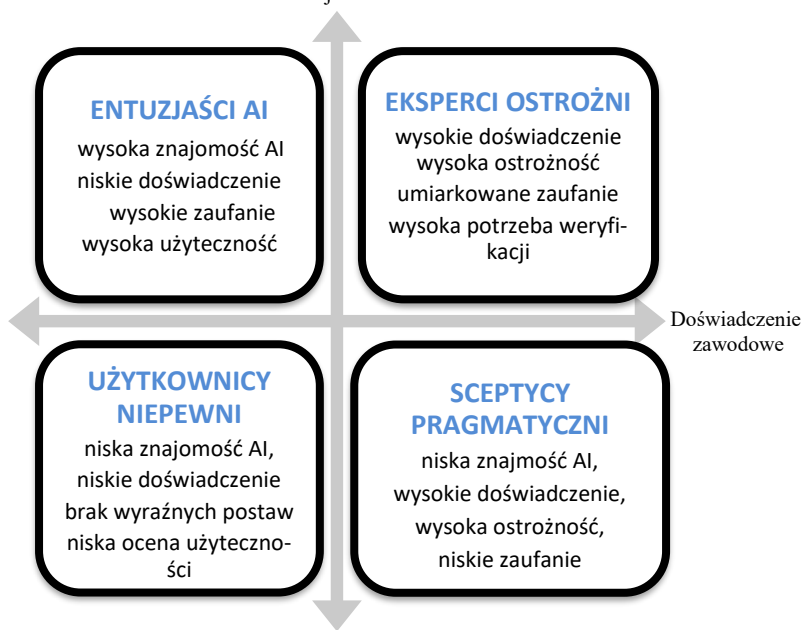 ENTUZJAŚCI AI
wysoka znajomość AI
niskie doświadczenie
wysokie zaufanie
wysoka użyteczność
EKSPERCI OSTROŻNI
wysokie doświadczenie
wysoka ostrożność
umiarkowane zaufanie
wysoka potrzeba weryfi-
kacji
Doświadczenie
zawodowe
UŻYTKOWNICY
NIEPEWNI
niska znajomość AI,
niskie doświadczenie
brak wyraźnych postaw
niska ocena użyteczno-
ści
SCEPTYCY
PRAGMATYCZNI
niska znajmość AI,
wysokie doświadczenie,
wysoka ostrożność,
niskie zaufanie